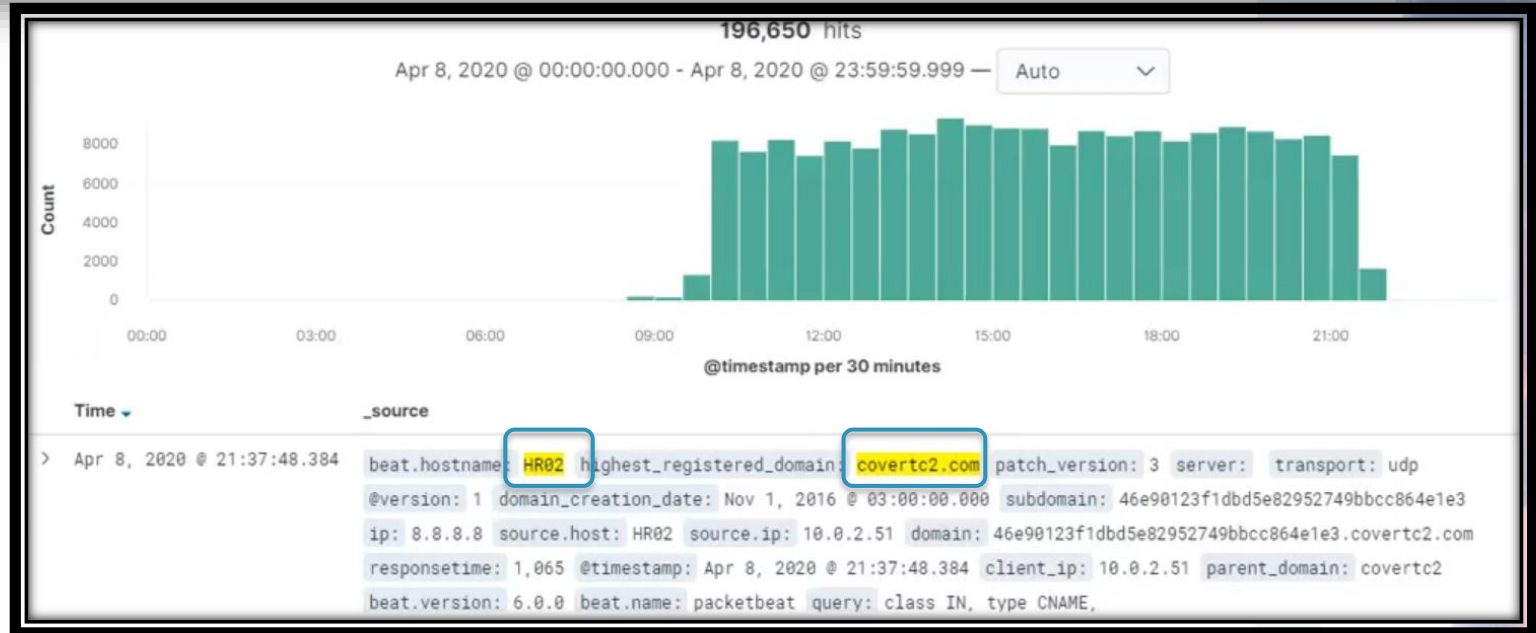 196,650 hits
Apr 8, 2020 @ 00:00:00.000 - Apr 8, 2020 @ 23:59:59.999 — Auto
8000
6000
4000
2000
0
Count
00:00 03:00 06:00 09:00 12:00 15:00 18:00 21:00
@timestamp per 30 minutes
Time _source
Apr 8, 2020 @ 21:37:48.384 beat.hostname: HR02 highest_registered_domain: covertc2.com patch_version: 3 server: transport: udp
@version: 1 domain_creation_date: Nov 1, 2016 @ 03:00:00.000 subdomain: 46e90123f1dbd5e82952749bbcc864e1e3
ip: 8.8.8.8 source.host: HR02 source.ip: 10.0.2.51 domain: 46e90123f1dbd5e82952749bbcc864e1e3.covertc2.com
responsetime: 1,065 @timestamp: Apr 8, 2020 @ 21:37:48.384 client_ip: 10.0.2.51 parent_domain: covertc2
beat.version: 6.0.0 beat.name: packetbeat query: class IN, type CNAME,